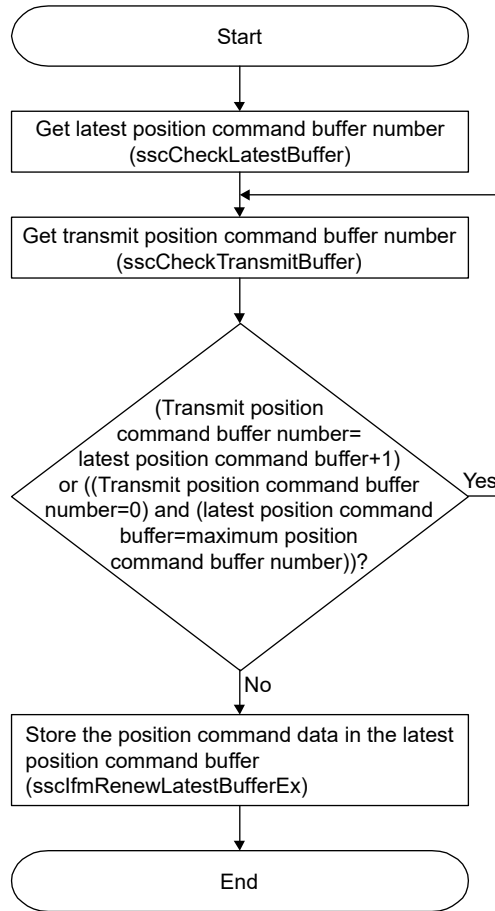 Start
Get latest position command buffer number
(sscCheckLatestBuffer)
Get transmit position command buffer number
(sscCheckTransmitBuffer)
(Transmit position
command buffer number=
latest position command buffer+1)
or ((Transmit position command buffer
number=0) and (latest position command
buffer=maximum position
command buffer number))?
Yes
No
Store the position command data in the latest
position command buffer
(sscIfmRenewLatestBufferEx)
End